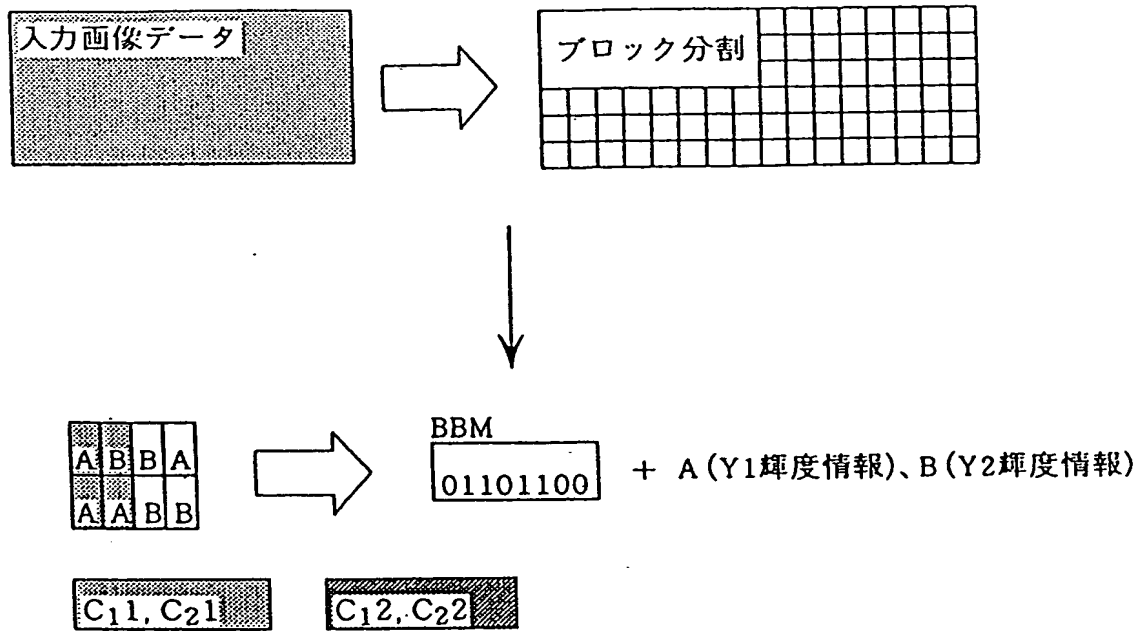 入力画像データ
ブロック分割
BBM
A B B A
A A B B
01101100
+ A(Y1輝度情報)、B(Y2輝度情報)
C₁1, C₂1
C₁2, C₂2